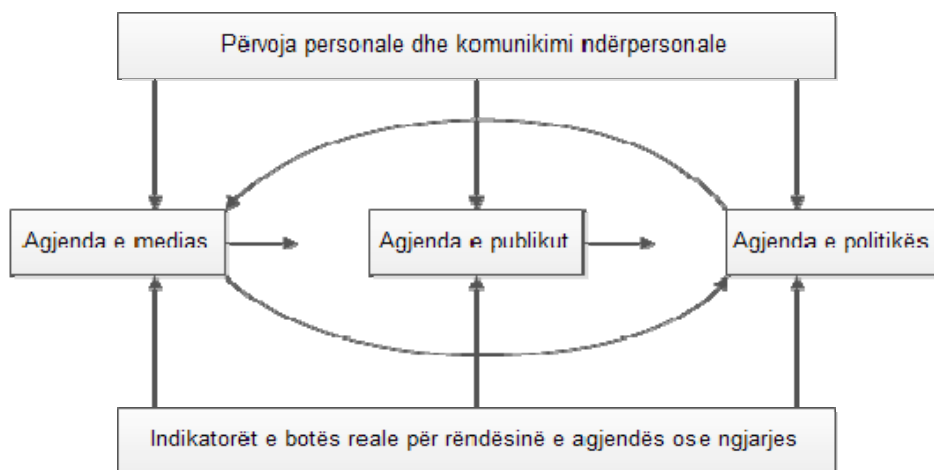 Përvoja personale dhe komunikimi ndërpersonale
Agjenda e medias
Agjenda e publikut
Agjenda e politikës
Indikatorët e botës reale për rëndësinë e agjendës ose ngjarjes